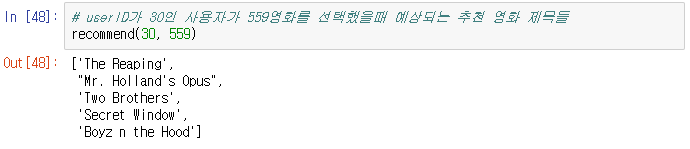 In [48]: # userID가 30인 사용자가 559영화를 선택했을때 예상되는 추천 영화 제목들
recommend(30, 559)
Out[48]: ['The Reaping',
"Mr. Holland's Opus",
'Two Brothers',
'Secret Window',
'Boyz n the Hood']